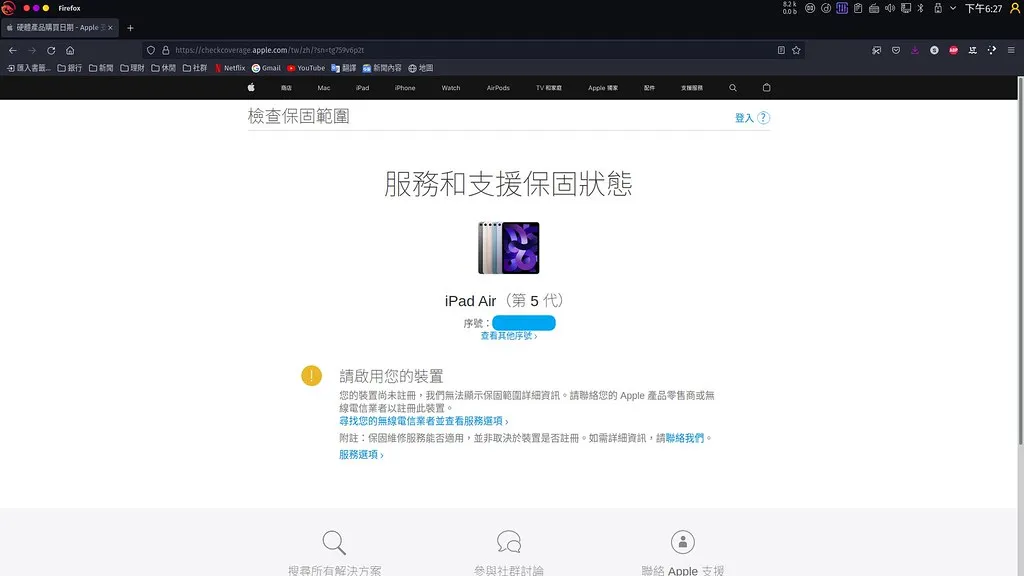 Firefox
8.2 k
0.0 b
下午6:27
硬體產品購買日期 - Apple 支
https://checkcoverage.apple.com/tw/zh/?sn=tg759v6p2t
匯入書籤...
銀行
新聞
理財
休閒
社群
Netflix
Gmail
YouTube
翻譯
新聞內容
地圖
商店
Mac
iPad
iPhone
Watch
AirPods
TV 和家庭
Apple 獨家
配件
支援服務
檢查保固範圍
登入 ?
服務和支援保固狀態
iPad Air（第 5 代）
序號：
查看其他序號 ›
請啟用您的裝置
您的裝置尚未註冊，我們無法顯示保固範圍詳細資訊。請聯絡您的 Apple 產品零售商或無
線電信業者以註冊此裝置。
尋找您的無線電信業者並查看服務選項 ›
附註：保固維修服務能否適用，並非取決於裝置是否註冊。如需詳細資訊，請聯絡我們。
服務選項 ›
搜尋所有解決方案
參與社群討論
聯絡 Apple 支援